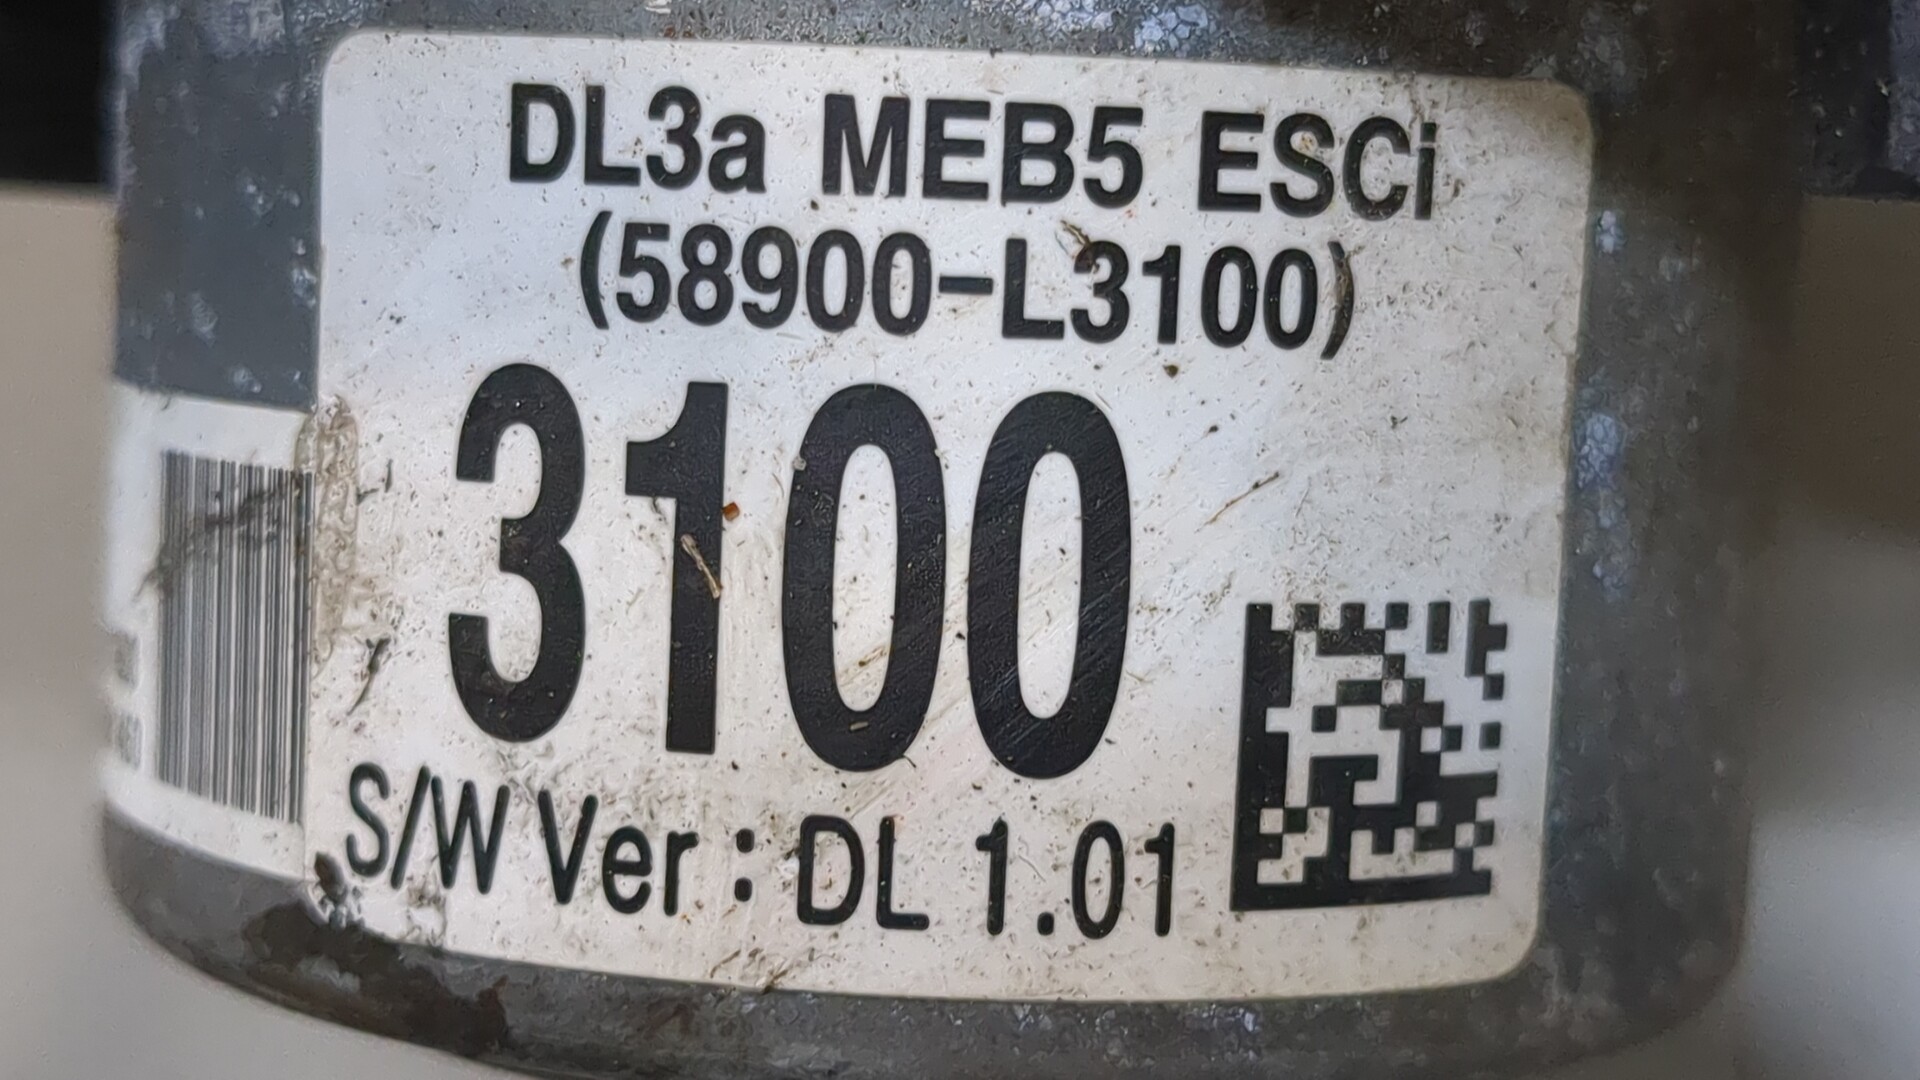 DL3a MEB5 ESCi
(58900-L3100)
3100
S/W Ver : DL 1.01